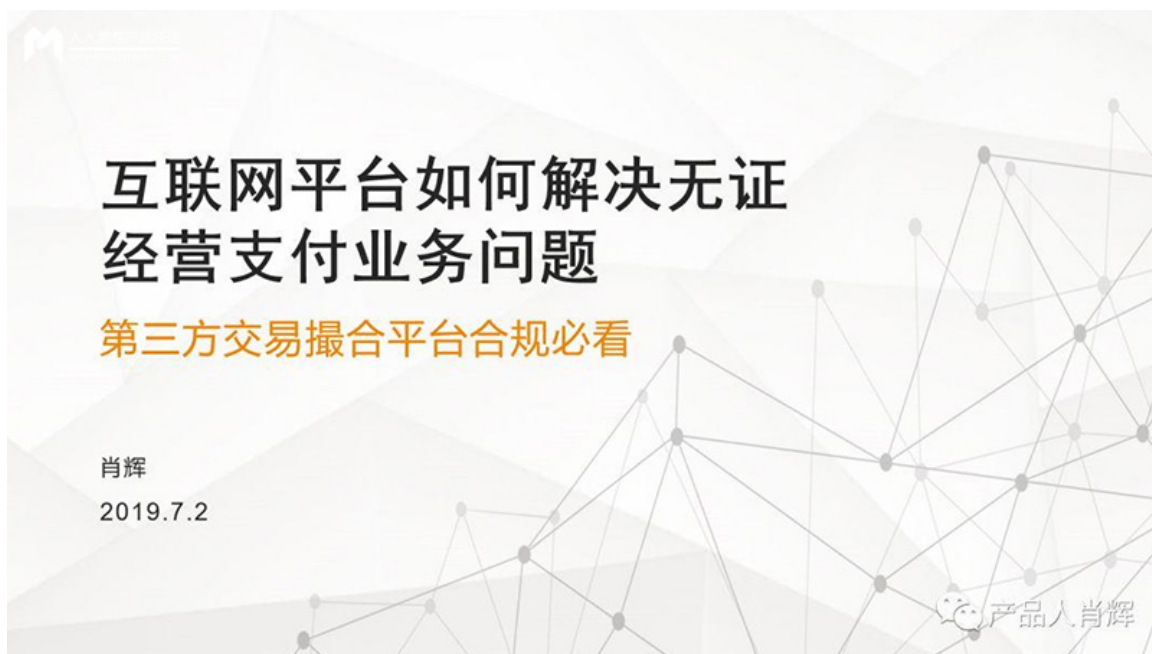 互联网平台如何解决无证
经营支付业务问题
第三方交易撮合平台合规必看
肖辉
2019.7.2
产品人肖辉